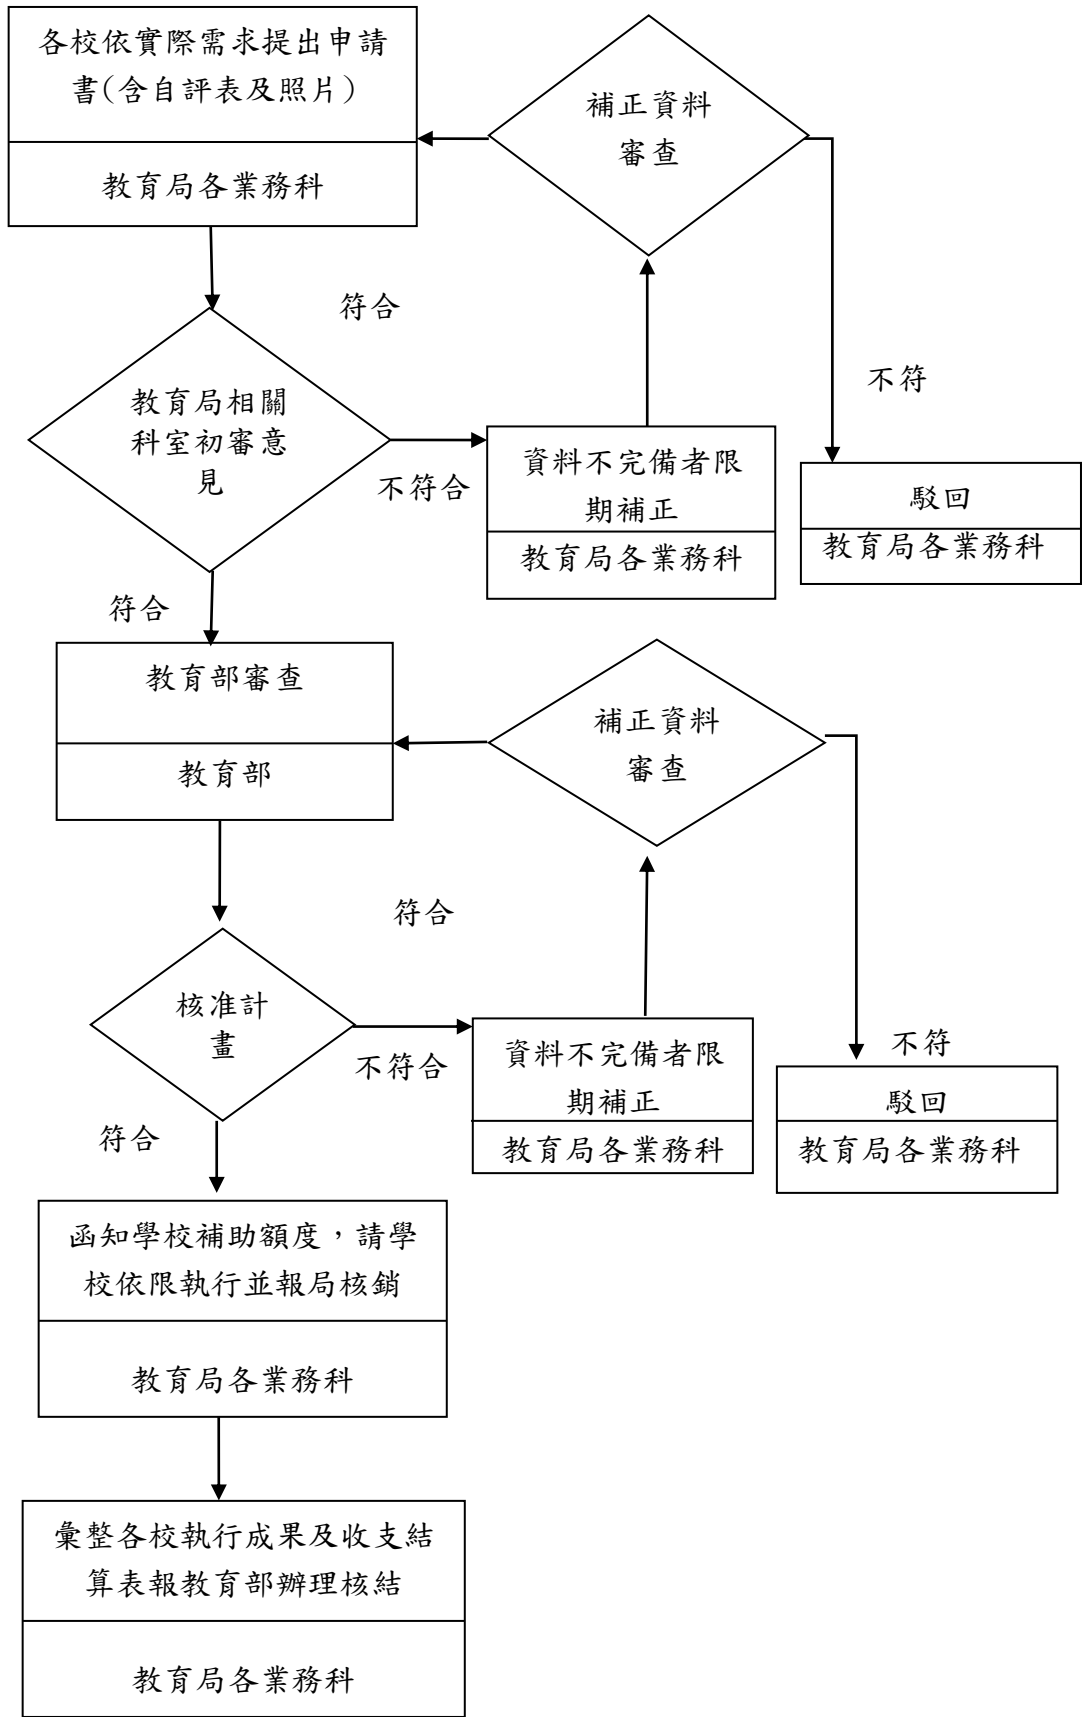 各校依實際需求提出申請
書(含自評表及照片)
教育局各業務科
補正資料
審查
符合
不符
教育局相關
科室初審意
見
不符合
資料不完備者限
期補正
教育局各業務科
駁回
教育局各業務科
符合
教育部審查
教育部
補正資料
審查
符合
核准計
畫
不符合
資料不完備者限
期補正
教育局各業務科
不符
駁回
教育局各業務科
符合
函知學校補助額度，請學
校依限執行並報局核銷
教育局各業務科
彙整各校執行成果及收支結
算表報教育部辦理核結
教育局各業務科